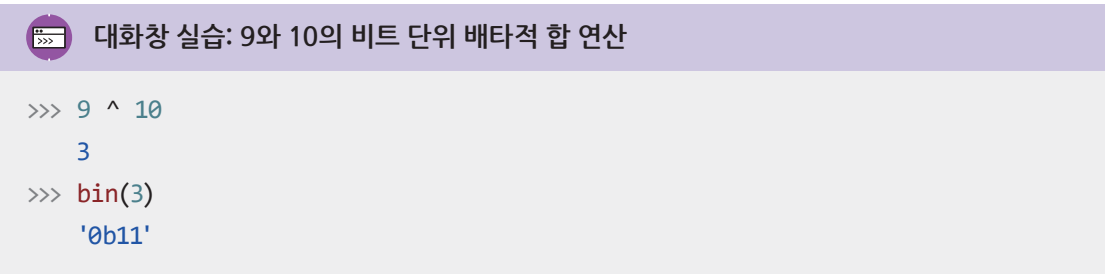 >>>
대화창 실습: 9와 10의 비트 단위 배타적 합 연산
>>> 9 ^ 10
3
>>> bin(3)
'0b11'